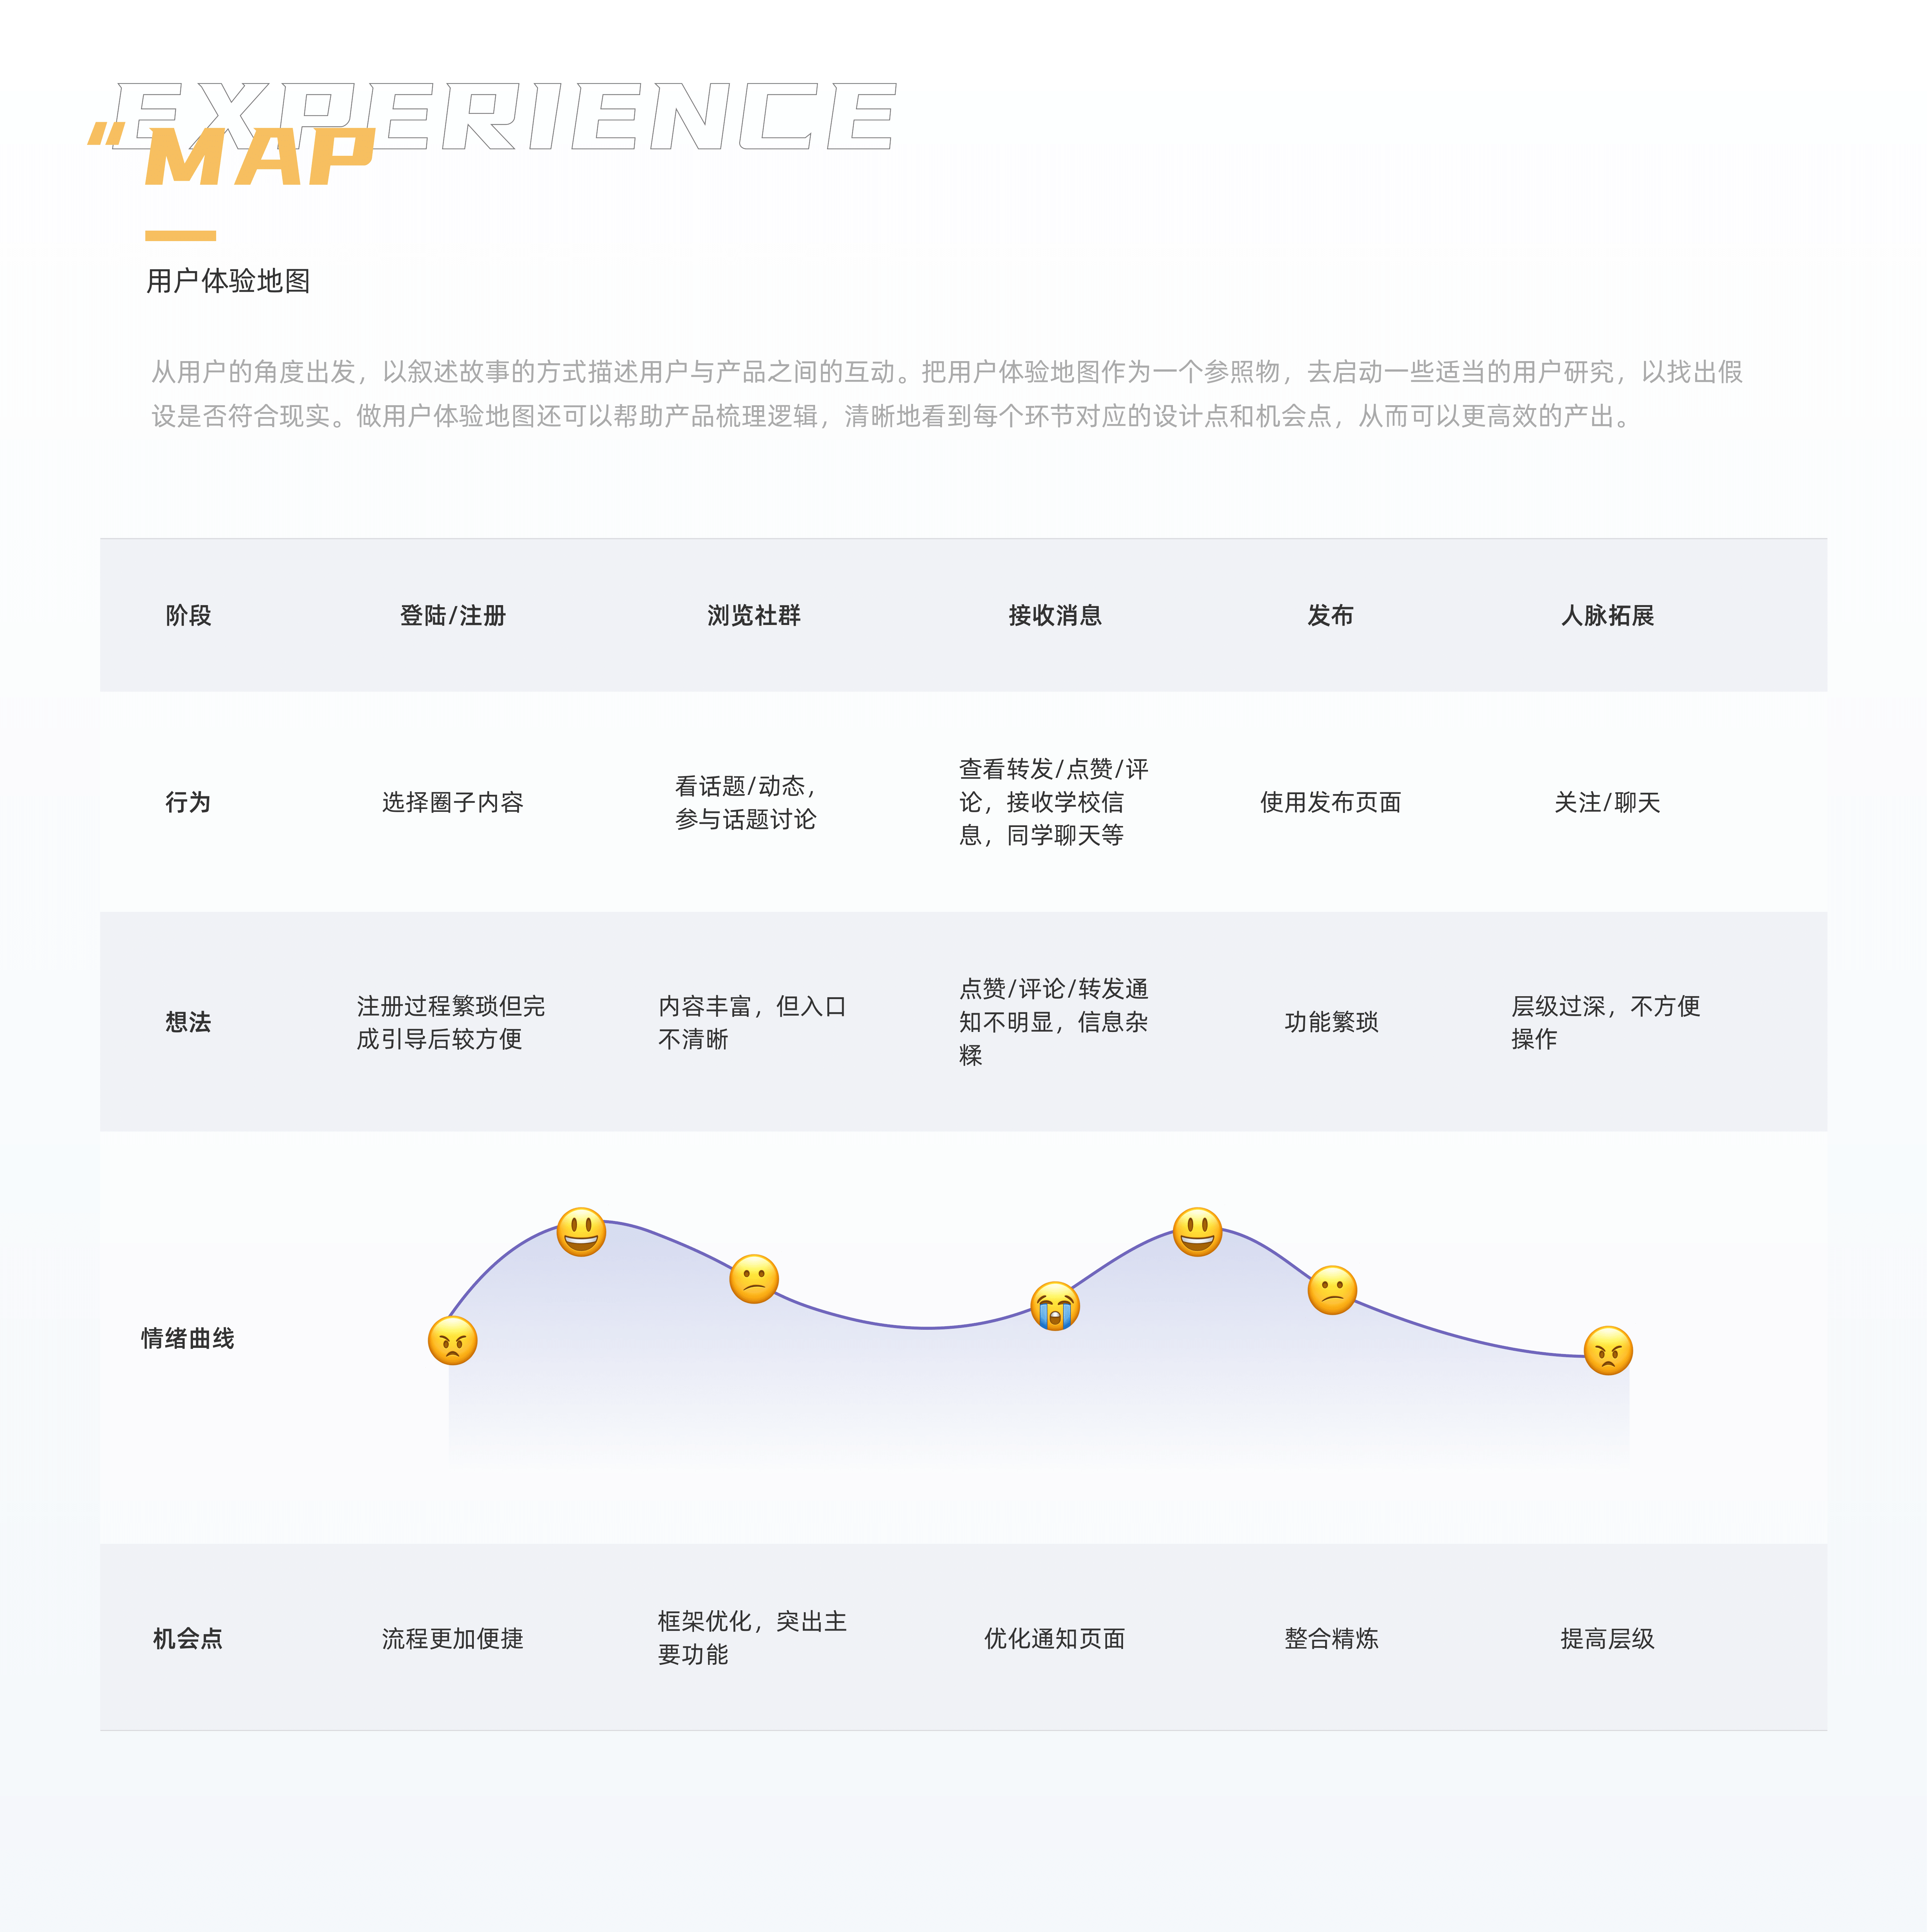 EXPERIENCE
"MAP
用户体验地图
从用户的角度出发，以叙述故事的方式描述用户与产品之间的互动。把用户体验地图作为一个参照物，去启动一些适当的用户研究，以找出假
设是否符合现实。做用户体验地图还可以帮助产品梳理逻辑，清晰地看到每个环节对应的设计点和机会点，从而可以更高效的产出。
阶段
登陆/注册
浏览社群
接收消息
发布
人脉拓展
行为
选择圈子内容
看话题/动态，
参与话题讨论
查看转发/点赞/评
论，接收学校信
息，同学聊天等
使用发布页面
关注/聊天
想法
注册过程繁琐但完
成引导后较方便
内容丰富，但入口
不清晰
点赞/评论/转发通
知不明显，信息杂
糅
功能繁琐
层级过深，不方便
操作
情绪曲线
机会点
流程更加便捷
框架优化，突出主
要功能
优化通知页面
整合精炼
提高层级